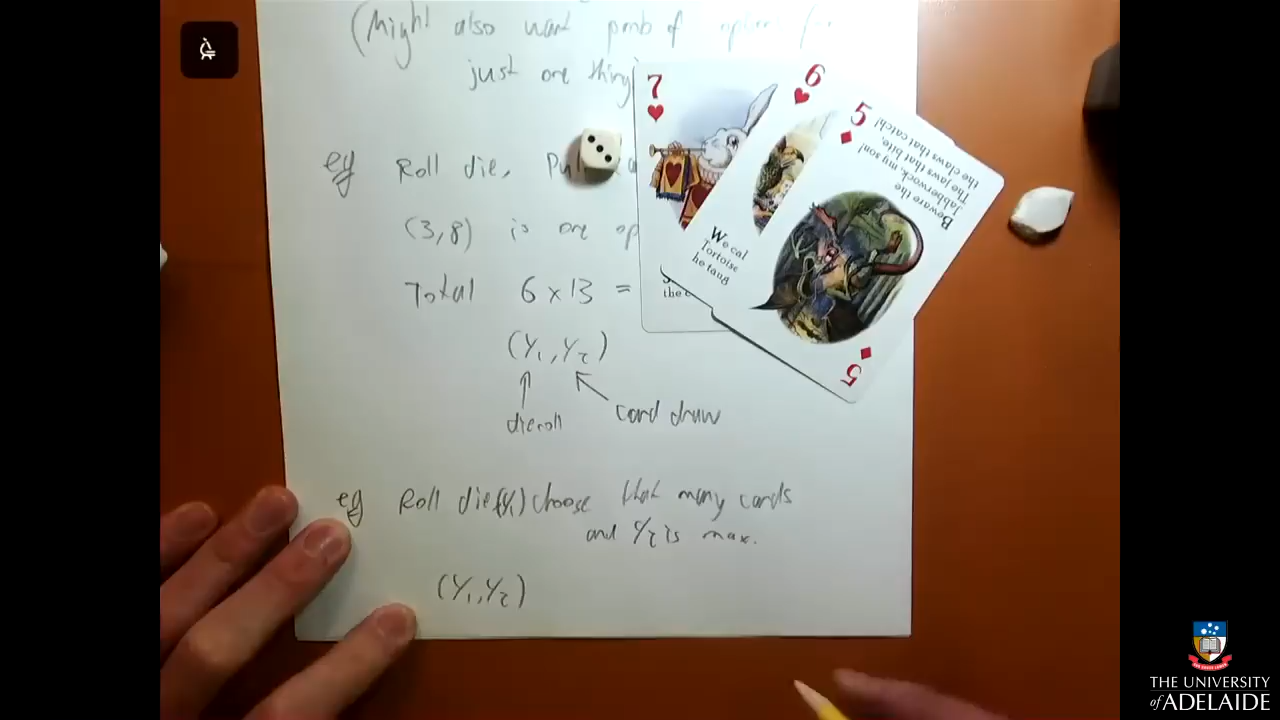 (Might also want prob of
just one thing)
eg Roll die, Pull
(3,8) is one op
Total 6 x 13 =
(Y₁, Y₂)
die roll
card draw
eg Roll die (Y₁) choose that many cards
and Y₂ is max.
(Y₁, Y₂)
7
6
5
Beware the
Jabberwock, my son!
The jaws that bite,
the claws that catch!
We cal
Tortoise
he taug
the c
5
THE UNIVERSITY
of ADELAIDE